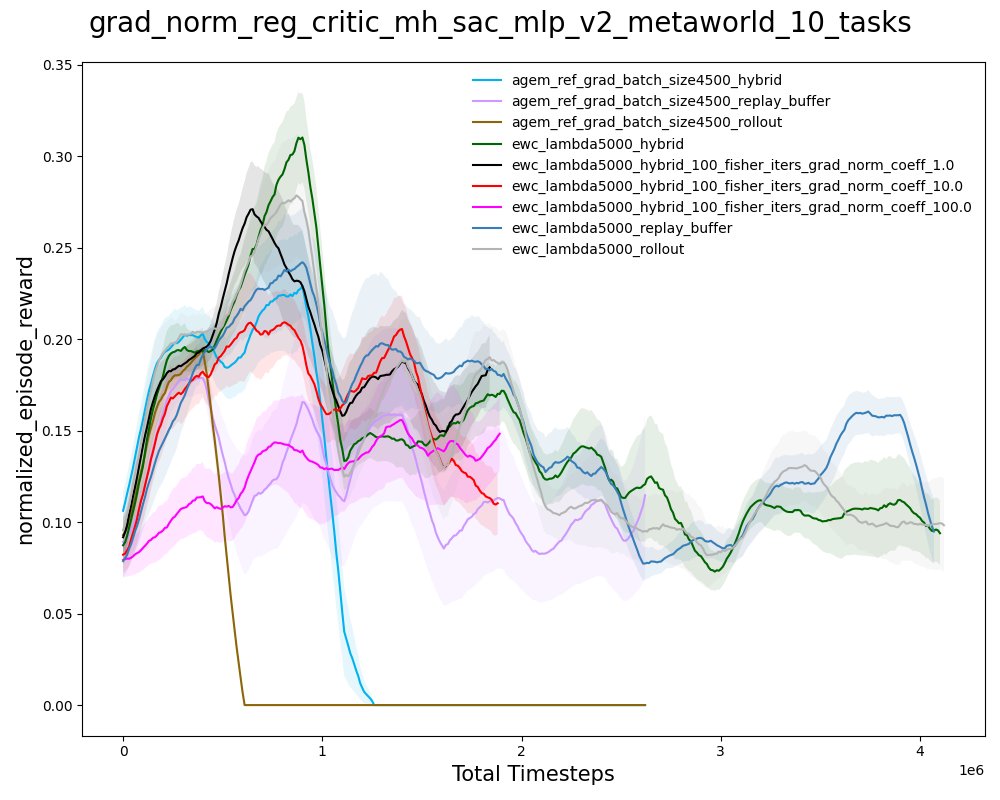 grad_norm_reg_critic_mh_sac_mlp_v2_metaworld_10_tasks
normalized_episode_reward
0.35
0.30
0.25
0.20
0.15
0.10
0.05
0.00
agem_ref_grad_batch_size4500_hybrid
agem_ref_grad_batch_size4500_replay_buffer
agem_ref_grad_batch_size4500_rollout
ewc_lambda5000_hybrid
ewc_lambda5000_hybrid_100_fisher_iters_grad_norm_coeff_1.0
ewc_lambda5000_hybrid_100_fisher_iters_grad_norm_coeff_10.0
ewc_lambda5000_hybrid_100_fisher_iters_grad_norm_coeff_100.0
ewc_lambda5000_replay_buffer
ewc_lambda5000_rollout
0 1 2 3 4
1e6
Total Timesteps